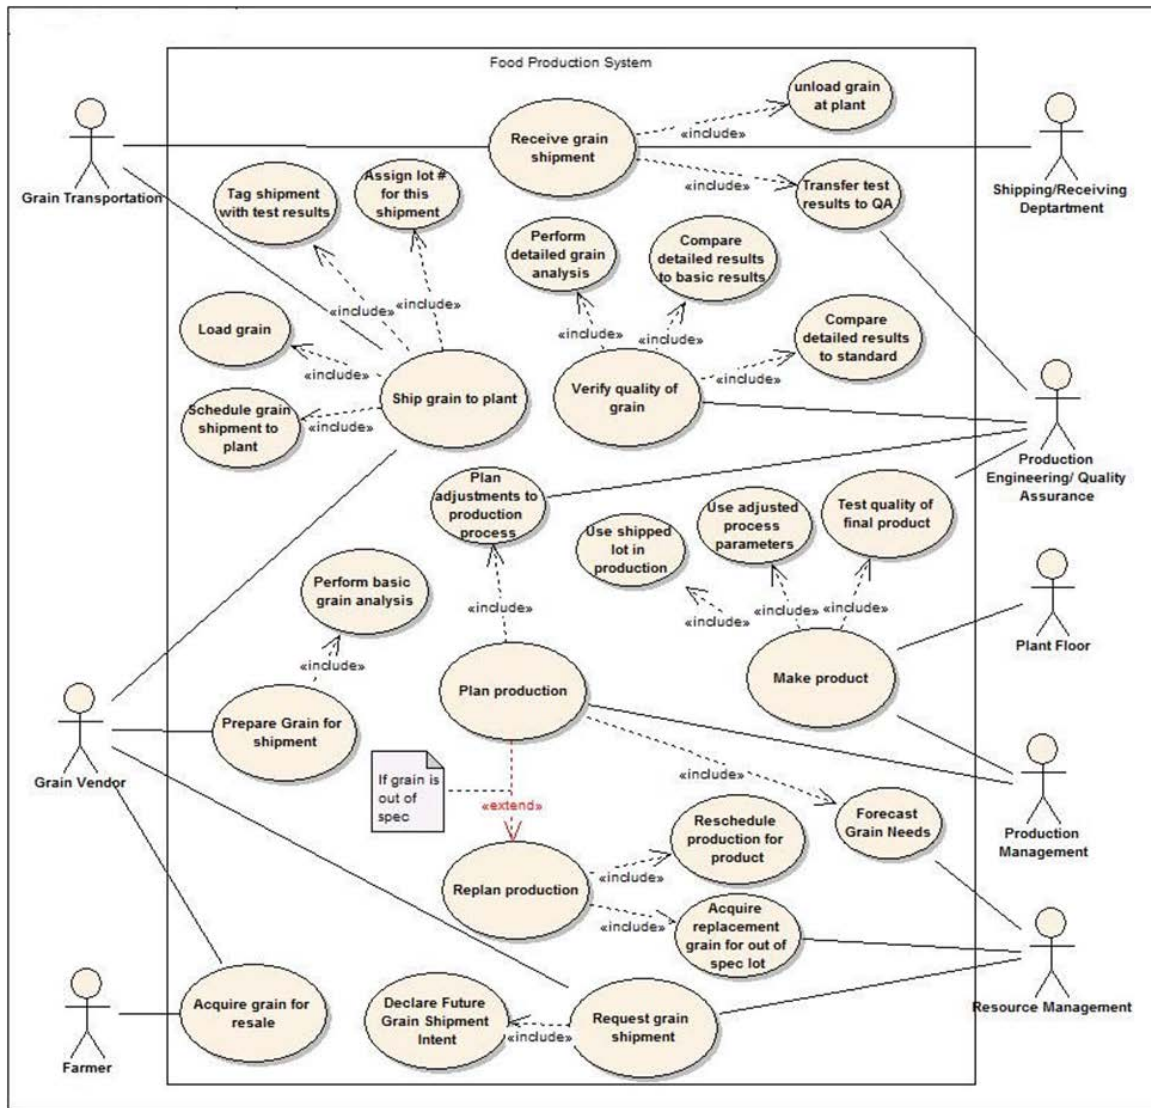 Food Production System
unload grain
at plant
«include»
Receive grain
shipment
«include»
Transfer test
results to QA
Grain Transportation
Shipping/Receiving
Deptartment
Tag shipment
with test results
Assign lot #
for this
shipment
«include»
«include»
Load grain
«include»
Schedule grain
shipment to
plant
«include»
Ship grain to plant
Perform
detailed grain
analysis
Compare
detailed results
to basic results
«include»
«include»
Compare
detailed results
to standard
«include»
Verify quality of
grain
Production
Engineering/ Quality
Assurance
Plan
adjustments to
production
process
«include»
Use shipped
lot in
production
Use adjusted
process
parameters
Test quality of
final product
«include»
«include»
«include»
Make product
Plant Floor
Perform basic
grain analysis
«include»
Prepare Grain for
shipment
Grain Vendor
Plan production
If grain is
out of
spec
«extend»
«include»
Forecast
Grain Needs
Production
Management
Replan production
Reschedule
production for
product
«include»
«include»
Acquire
replacement
grain for out of
spec lot
Resource Management
Acquire grain for
resale
Farmer
Declare Future
Grain Shipment
Intent
«include»
Request grain
shipment